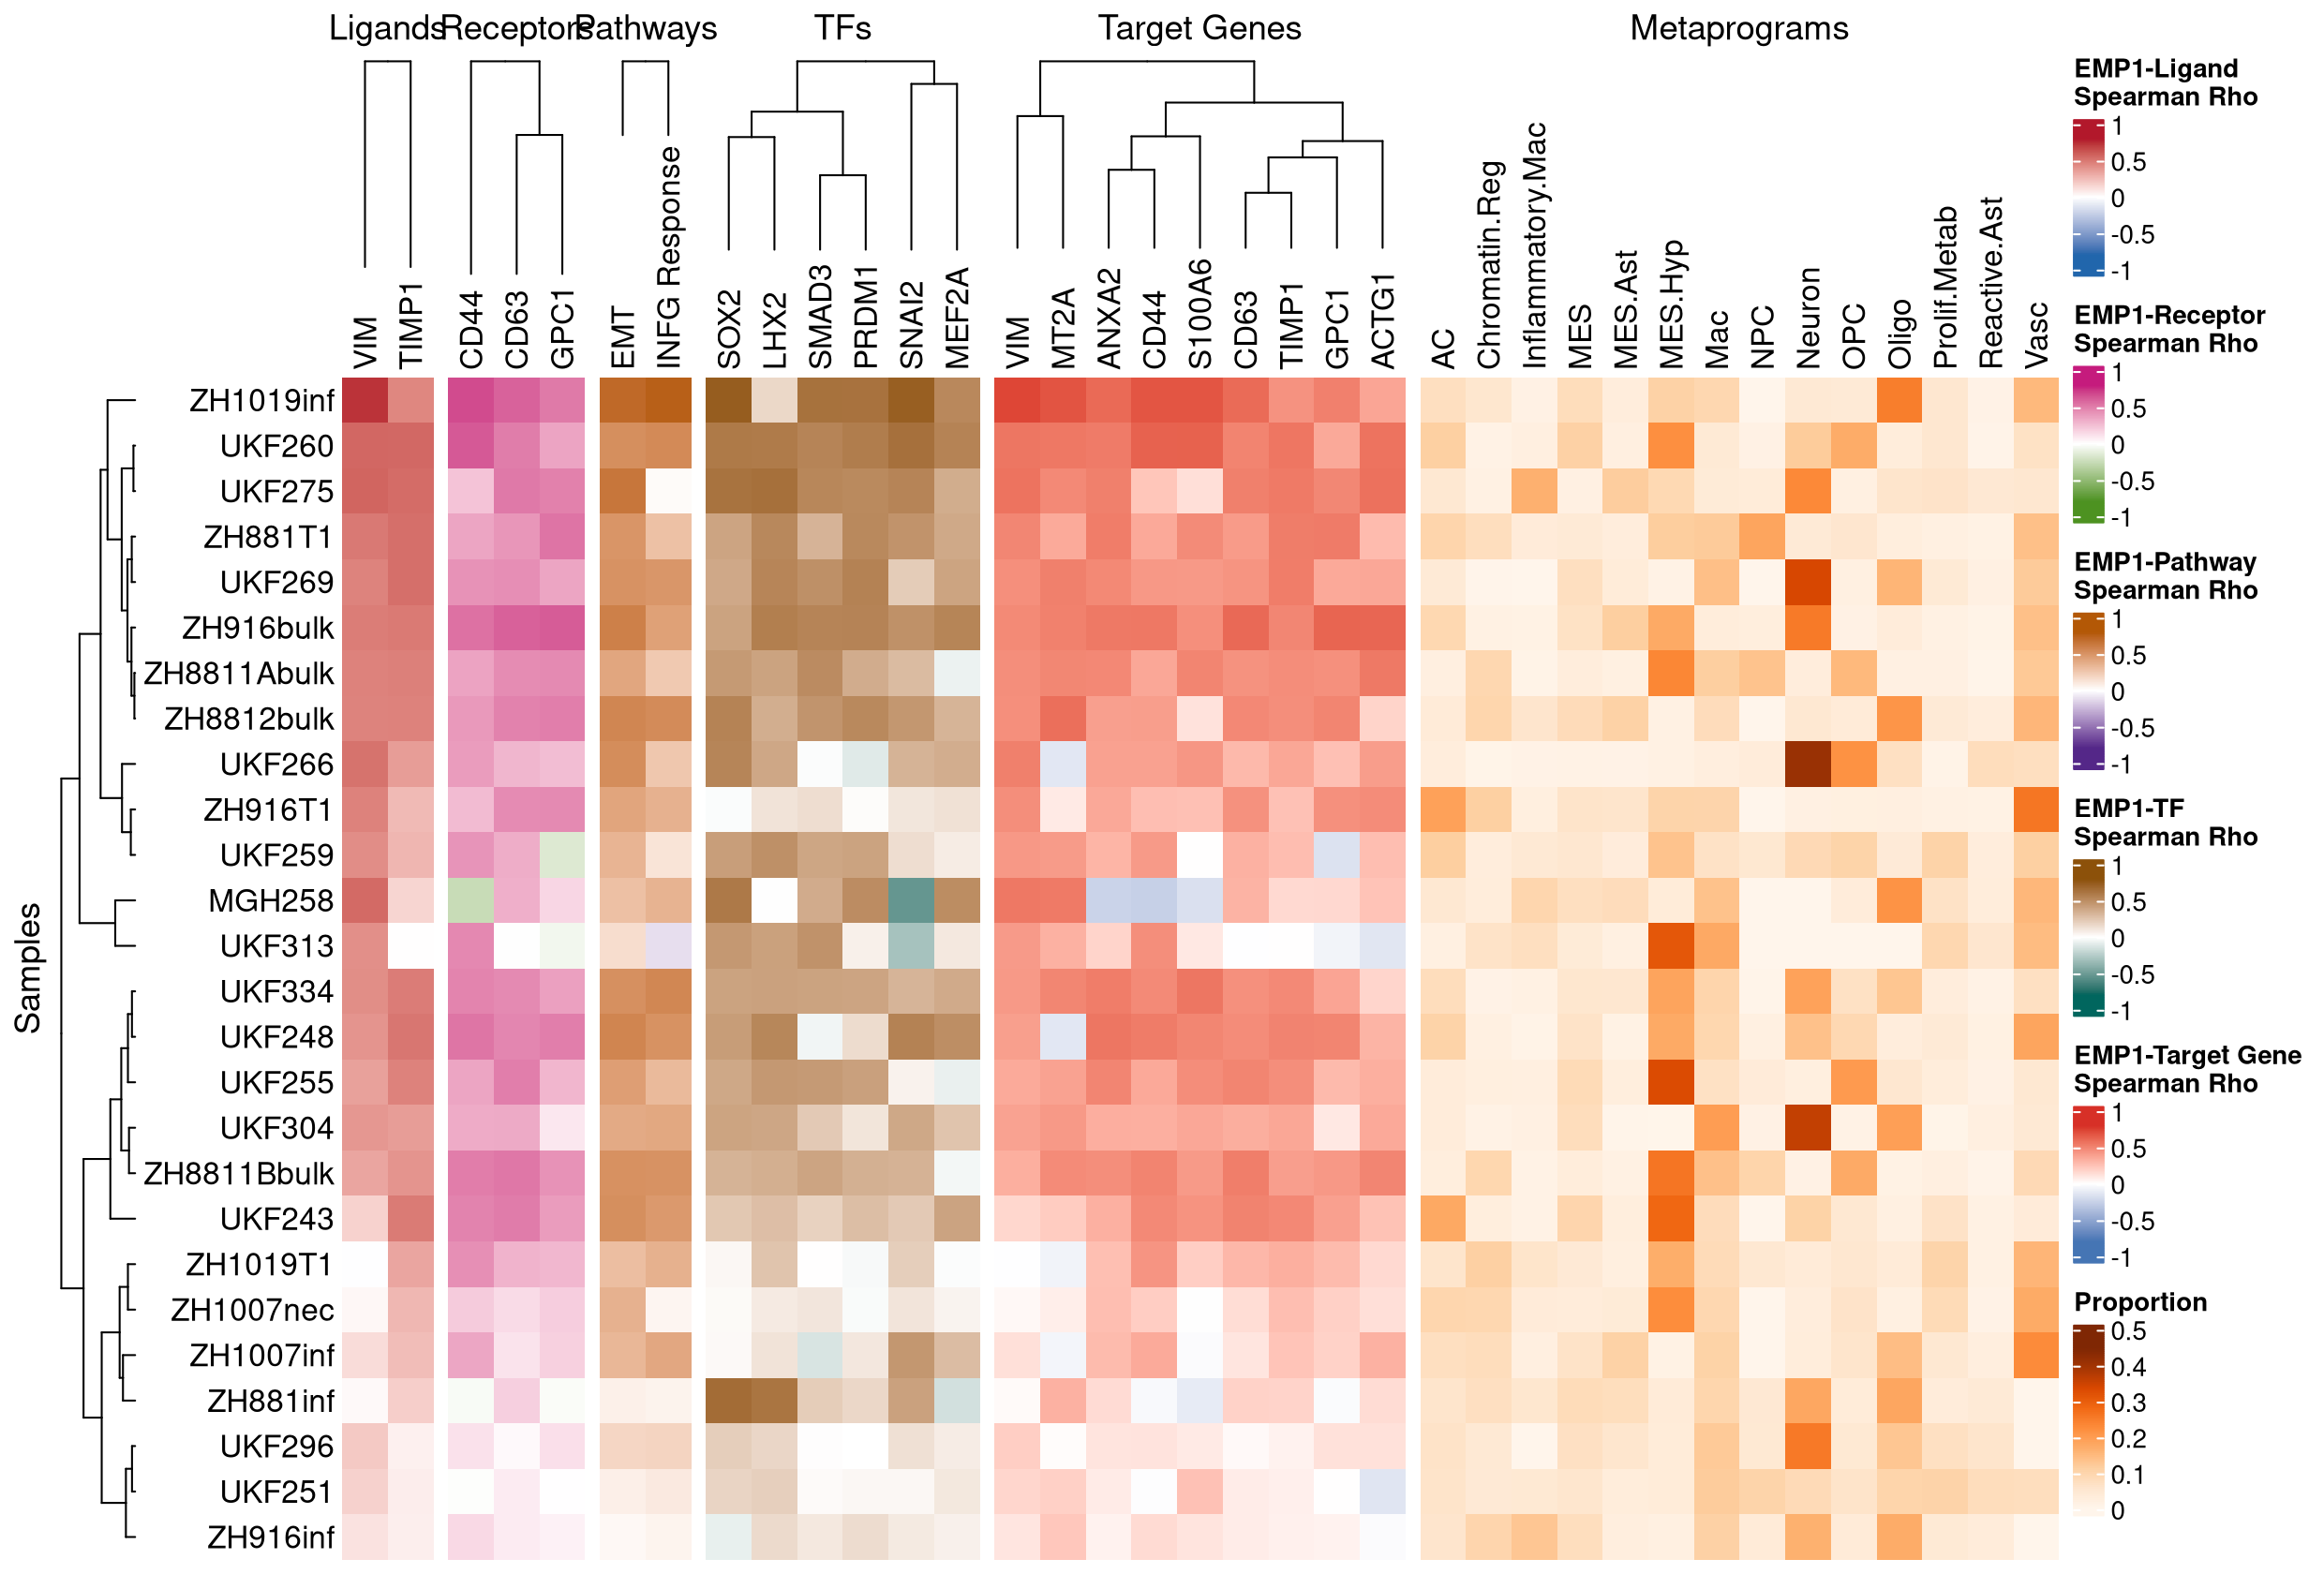 Ligands Receptors Pathways TFs Target Genes Metaprograms
VIM TIMP1 CD44 CD63 GPC1 EMT INFG Response SOX2 LHX2 SMAD3 PRDM1 SNAI2 MEF2A VIM MT2A ANXA2 CD44 S100A6 CD63 TIMP1 GPC1 ACTG1 AC Chromatin.Reg Inflammatory.Mac MES MES.Ast MES.Hyp Mac NPC Neuron OPC Oligo Prolif.Metab Reactive.Ast Vasc
Samples
ZH1019inf
UKF260
UKF275
ZH881T1
UKF269
ZH916bulk
ZH8811Abulk
ZH8812bulk
UKF266
ZH916T1
UKF259
MGH258
UKF313
UKF334
UKF248
UKF255
UKF304
ZH8811Bbulk
UKF243
ZH1019T1
ZH1007nec
ZH1007inf
ZH881inf
UKF296
UKF251
ZH916inf
EMP1-Ligand
Spearman Rho
1
0.5
0
-0.5
-1
EMP1-Receptor
Spearman Rho
1
0.5
0
-0.5
-1
EMP1-Pathway
Spearman Rho
1
0.5
0
-0.5
-1
EMP1-TF
Spearman Rho
1
0.5
0
-0.5
-1
EMP1-Target Gene
Spearman Rho
1
0.5
0
-0.5
-1
Proportion
0.5
0.4
0.3
0.2
0.1
0